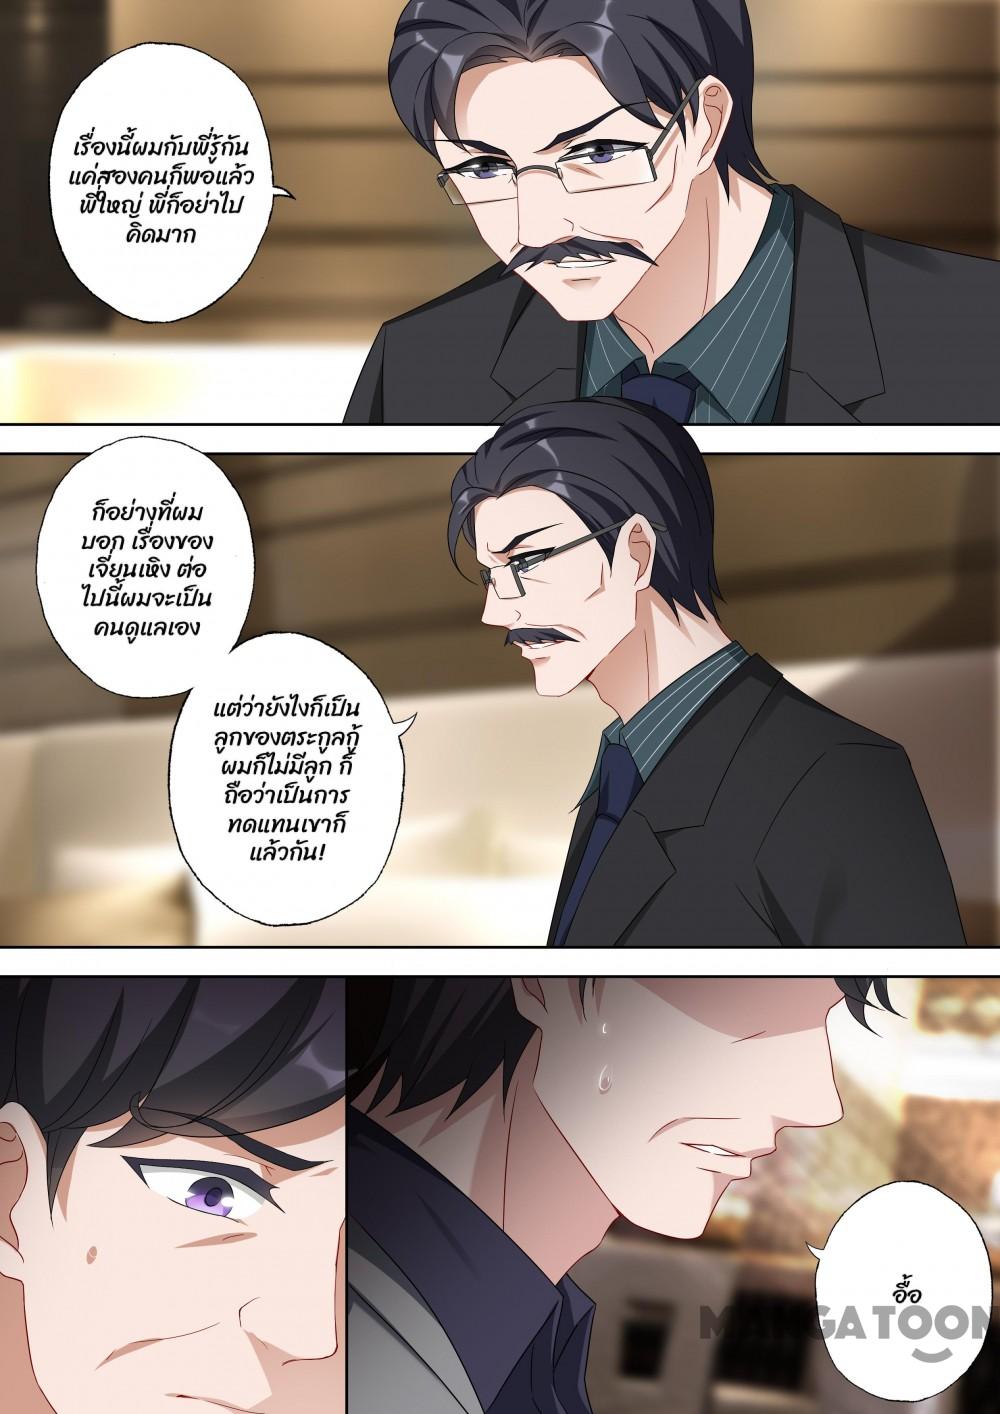 เรื่องนี้ผมกับพี่รู้กัน
แค่สองคนก็พอแล้ว
พี่ใหญ่ พี่ก็อย่าไป
คิดมาก
ก็อย่างที่ผม
บอก เรื่องของ
เจี่ยนเหิง ต่อ
ไปนี้ผมจะเป็น
คนดูแลเอง
แต่ว่ายังไงก็เป็น
ลูกของตระกูลกู้
ผมก็ไม่มีลูก ก็
ถือว่าเป็นการ
ทดแทนเขาก็
แล้วกัน!
อื้อ
MANGATOON